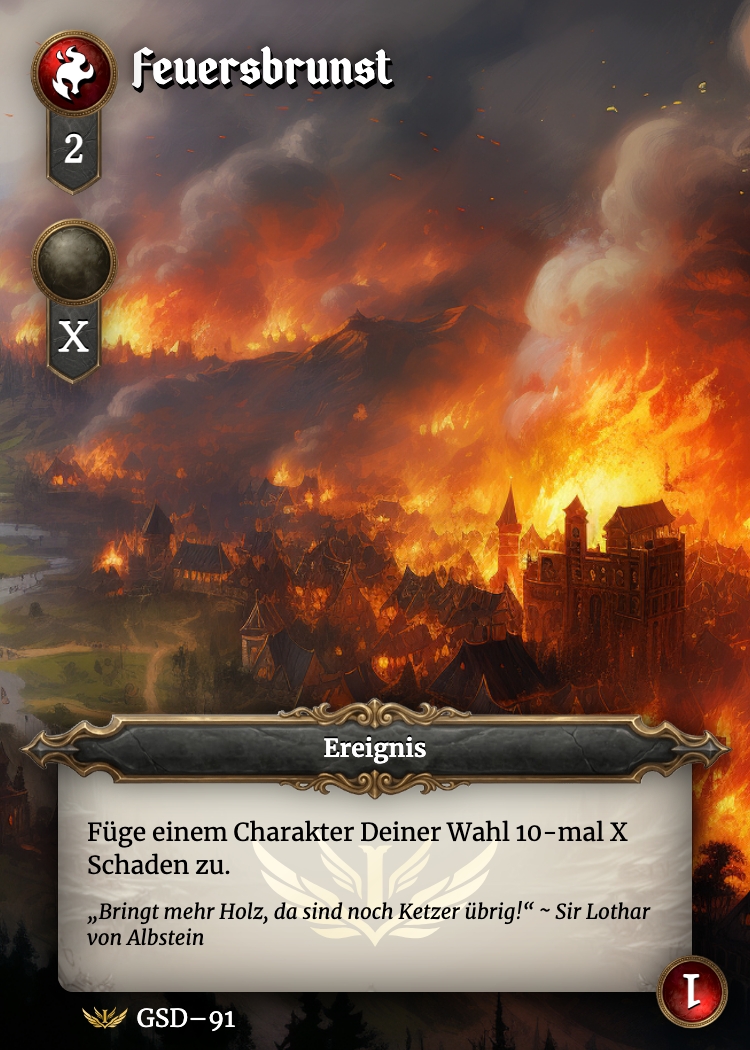 Feuersbrunst
2
X
Ereignis
Füge einem Charakter Deiner Wahl 10-mal X
Schaden zu.
„Bringt mehr Holz, da sind noch Ketzer übrig!“ ~ Sir Lothar
von Albstein
GSD–91
1